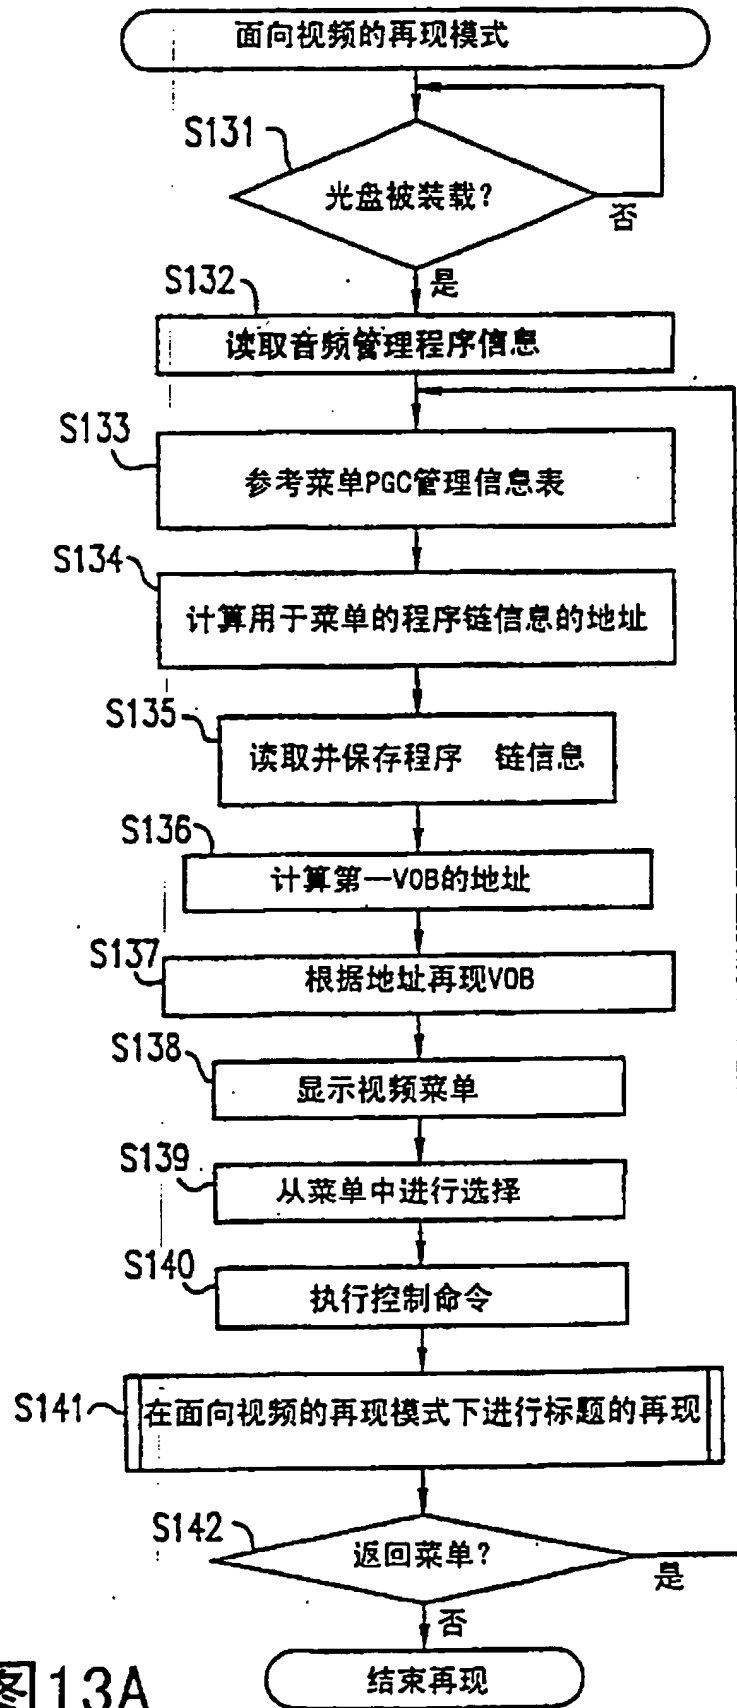 面向视频的再现模式
S131
光盘被装载?
否
是
S132
读取音频管理程序信息
S133
参考菜单PGC管理信息表
S134
计算用于菜单的程序链信息的地址
S135
读取并保存程序 链信息
S136
计算第一VOB的地址
S137
根据地址再现VOB
S138
显示视频菜单
S139
从菜单中进行选择
S140
执行控制命令
S141
在面向视频的再现模式下进行标题的再现
S142
返回菜单?
是
否
结束再现
图13A